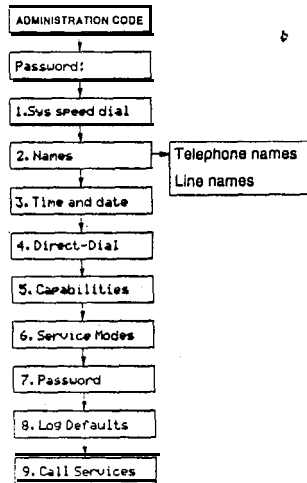 ADMINISTRATION CODE
Password:
1.Sys speed dial
2. Names
Telephone names
Line names
3. Time and date
4. Direct-Dial
5. Capabilities
6. Service Modes
7. Password
8. Log Defaults
9. Call Services